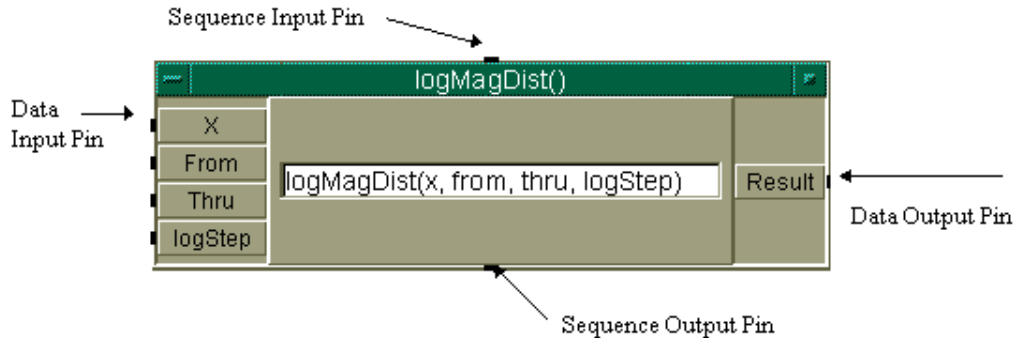 Sequence Input Pin
logMagDist()
Data
Input Pin
X
From
Thru
logStep
logMagDist(x, from, thru, logStep)
Result
Data Output Pin
Sequence Output Pin